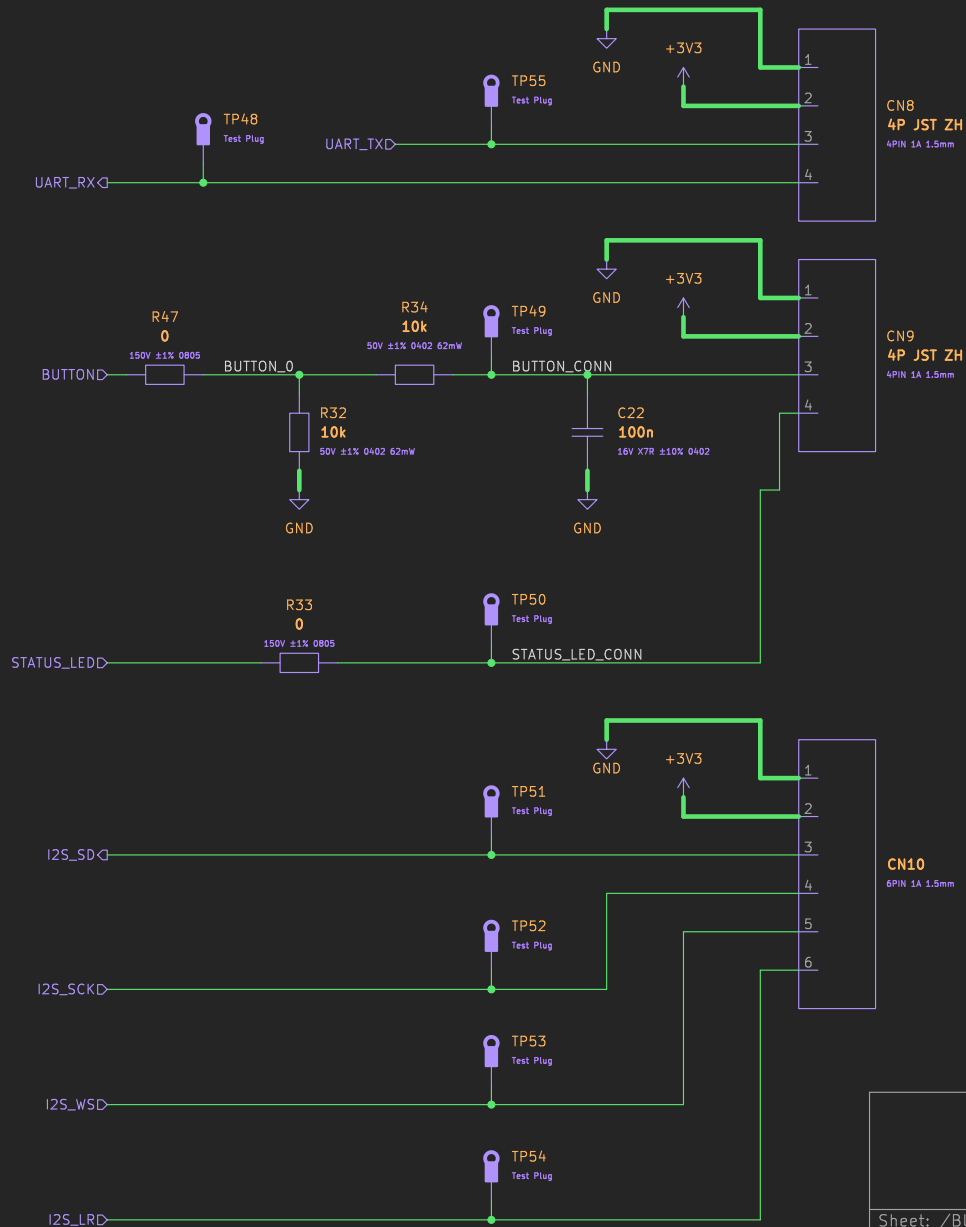 GND
+3V3
1
2
3
4
CN8
4P JST ZH
4PIN 1A 1.5mm
TP55
Test Plug
TP48
Test Plug
UART_TX
UART_RX
GND
+3V3
1
2
3
4
CN9
4P JST ZH
4PIN 1A 1.5mm
R47
0
150V ±1% 0805
R34
10k
50V ±1% 0402 62mW
TP49
Test Plug
BUTTON
BUTTON_0
BUTTON_CONN
R32
10k
50V ±1% 0402 62mW
C22
100n
16V X7R ±10% 0402
GND
GND
R33
0
150V ±1% 0805
TP50
Test Plug
STATUS_LED
STATUS_LED_CONN
GND
+3V3
1
2
3
4
5
6
CN10
6PIN 1A 1.5mm
TP51
Test Plug
I2S_SD
TP52
Test Plug
I2S_SCK
TP53
Test Plug
I2S_WS
TP54
Test Plug
I2S_LR
Sheet: